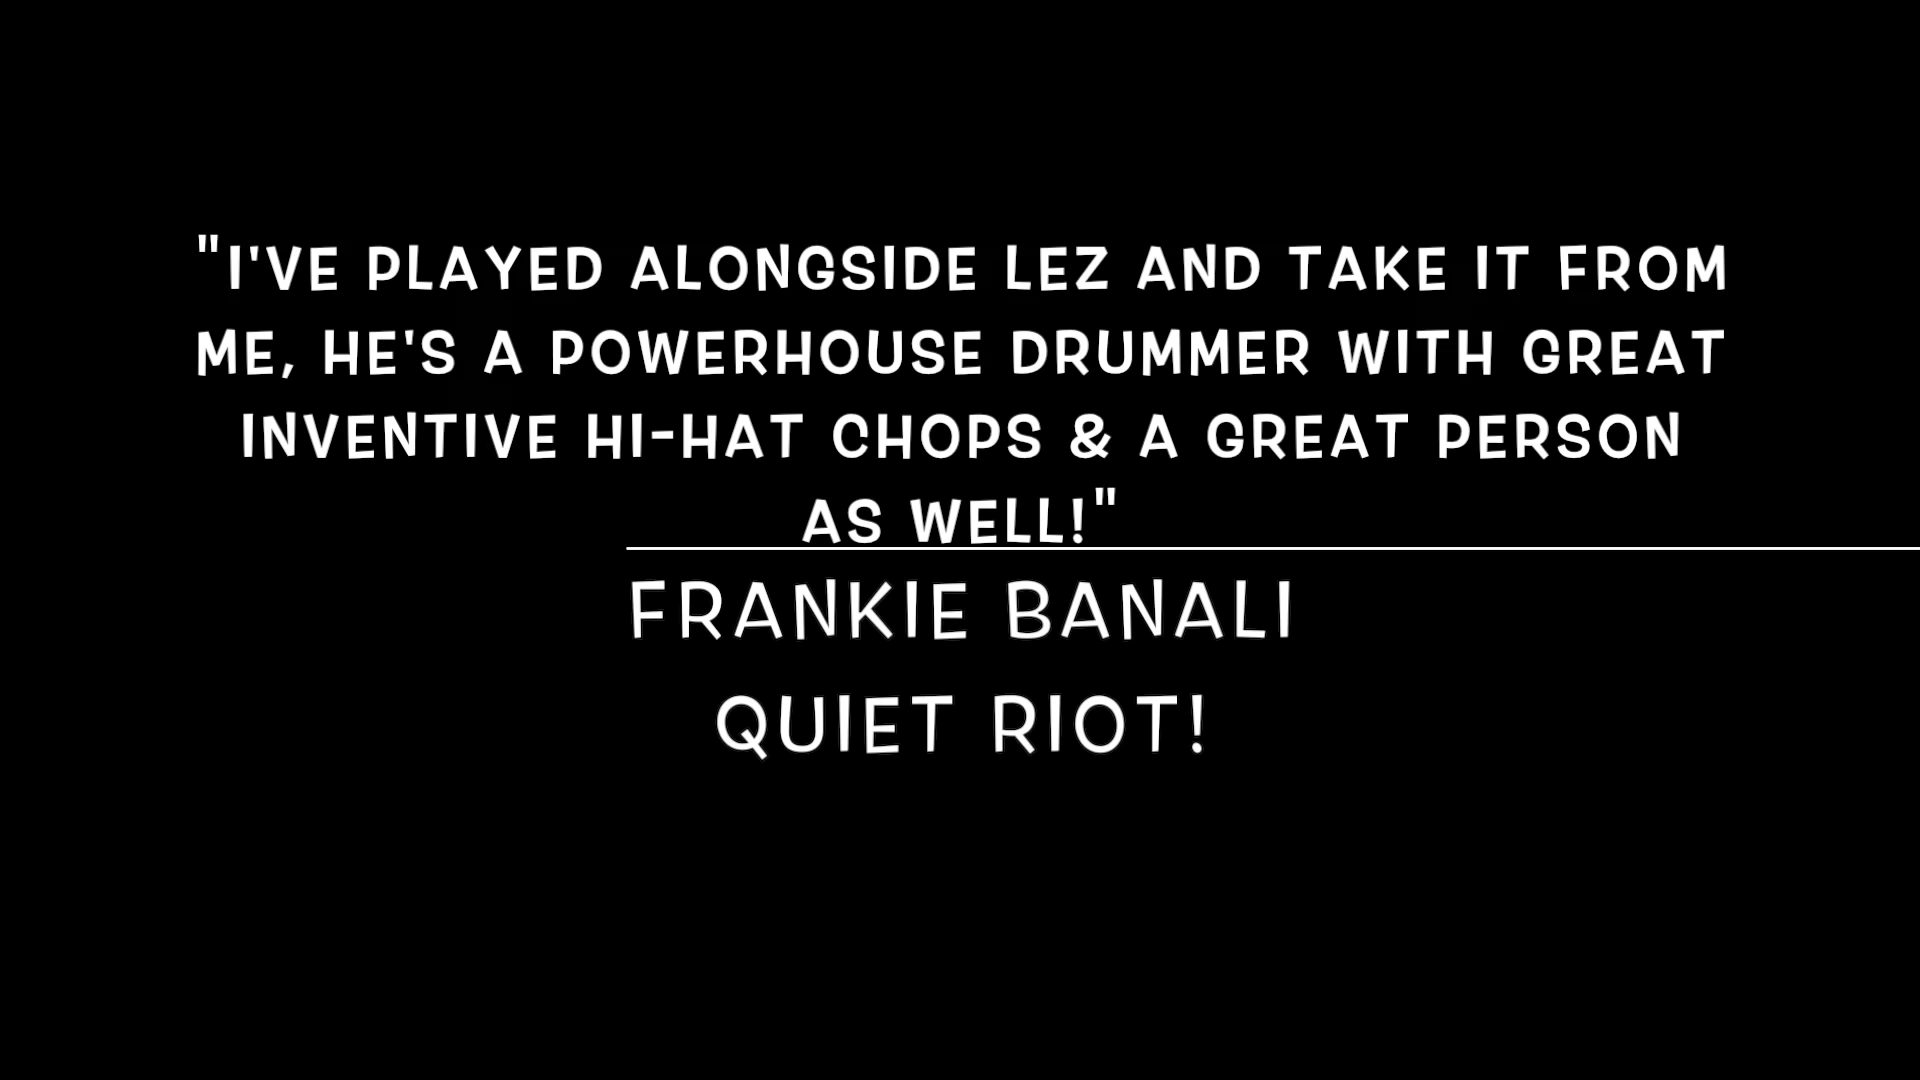 "I'VE PLAYED ALONGSIDE LEZ AND TAKE IT FROM
ME, HE'S A POWERHOUSE DRUMMER WITH GREAT
INVENTIVE HI-HAT CHOPS & A GREAT PERSON
AS WELL!"
FRANKIE BANALI
QUIET RIOT!